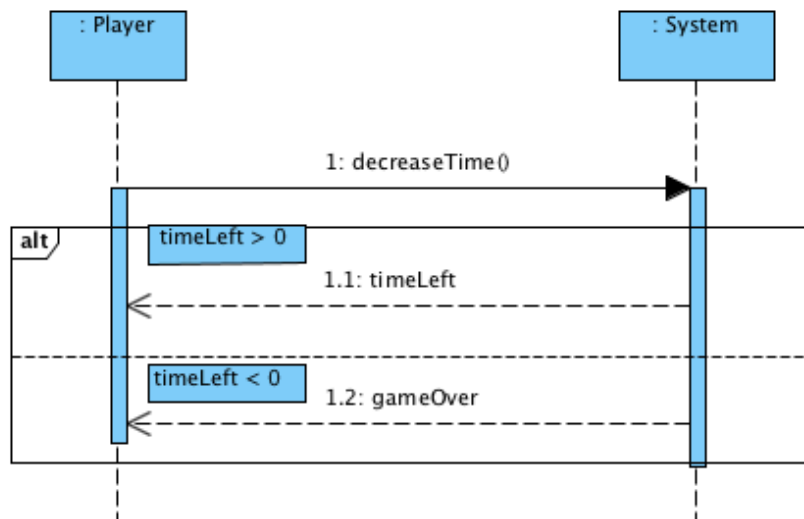 : Player
: System
1: decreaseTime()
alt
timeLeft > 0
1.1: timeLeft
timeLeft < 0
1.2: gameOver